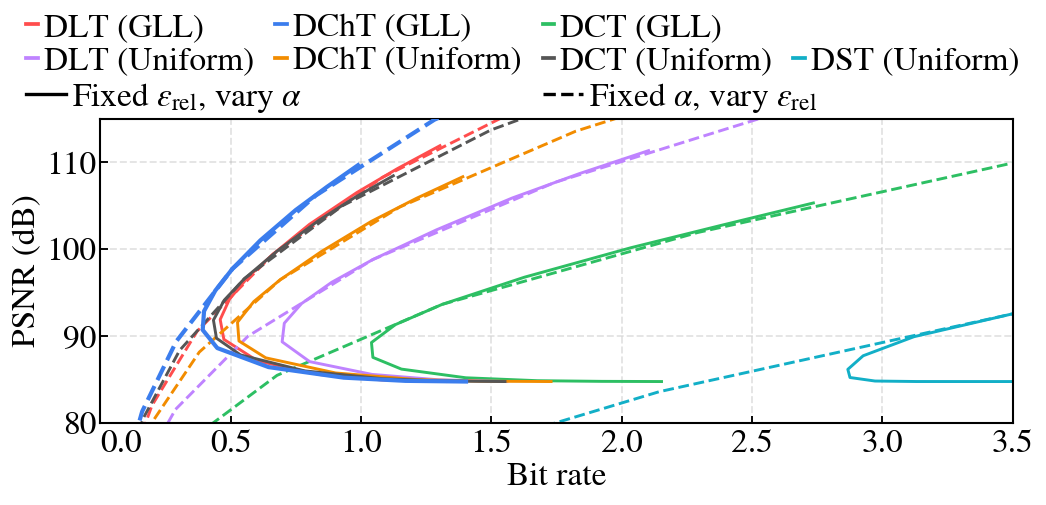 DLT (GLL) DChT (GLL) DCT (GLL)
DLT (Uniform) DChT (Uniform) DCT (Uniform) DST (Uniform)
Fixed ε_rel, vary α Fixed α, vary ε_rel
PSNR (dB)
110
100
90
80
0.0 0.5 1.0 1.5 2.0 2.5 3.0 3.5
Bit rate